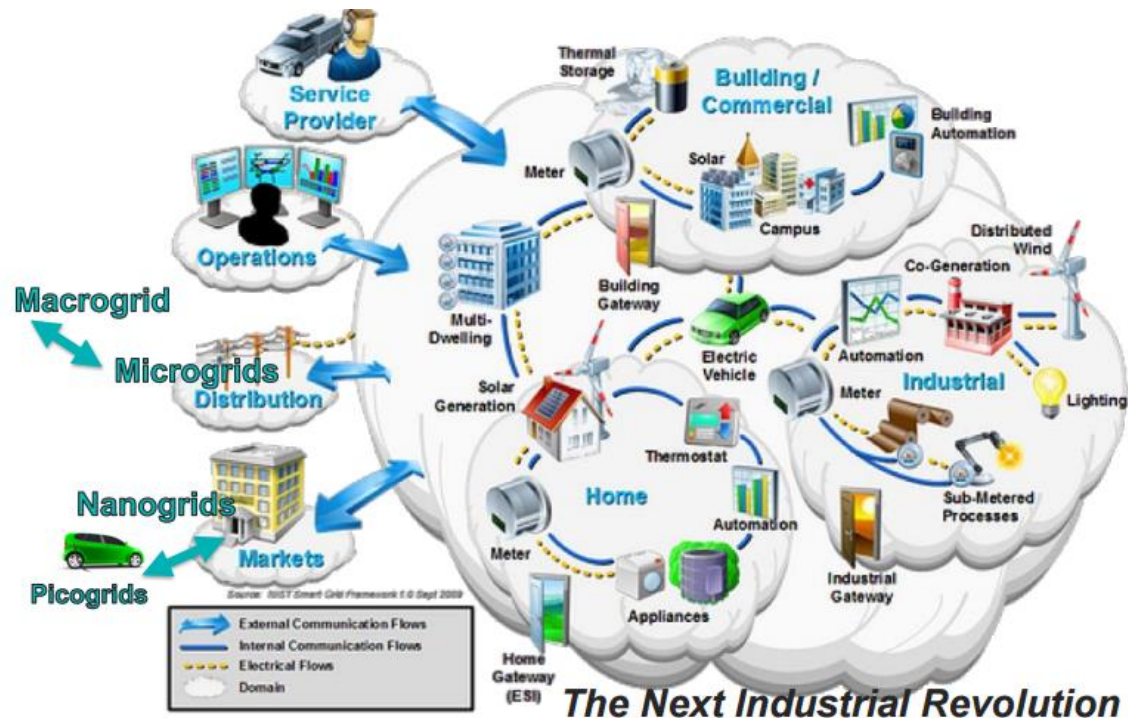 Service
Provider
Operations
Macrogrid
Microgrids
Distribution
Nanogrids
Markets
Picogrids
Thermal
Storage
Building /
Commercial
Building
Automation
Meter
Solar
Campus
Multi-
Dwelling
Building
Gateway
Electric
Vehicle
Distributed
Wind
Co-Generation
Automation
Industrial
Meter
Lighting
Sub-Metered
Processes
Industrial
Gateway
Solar
Generation
Thermostat
Home
Automation
Meter
Appliances
Home
Gateway
(ESI)
Source: NIST Smart Grid Framework 1.0 Sept 2009
External Communication Flows
Internal Communication Flows
Electrical Flows
Domain
The Next Industrial Revolution